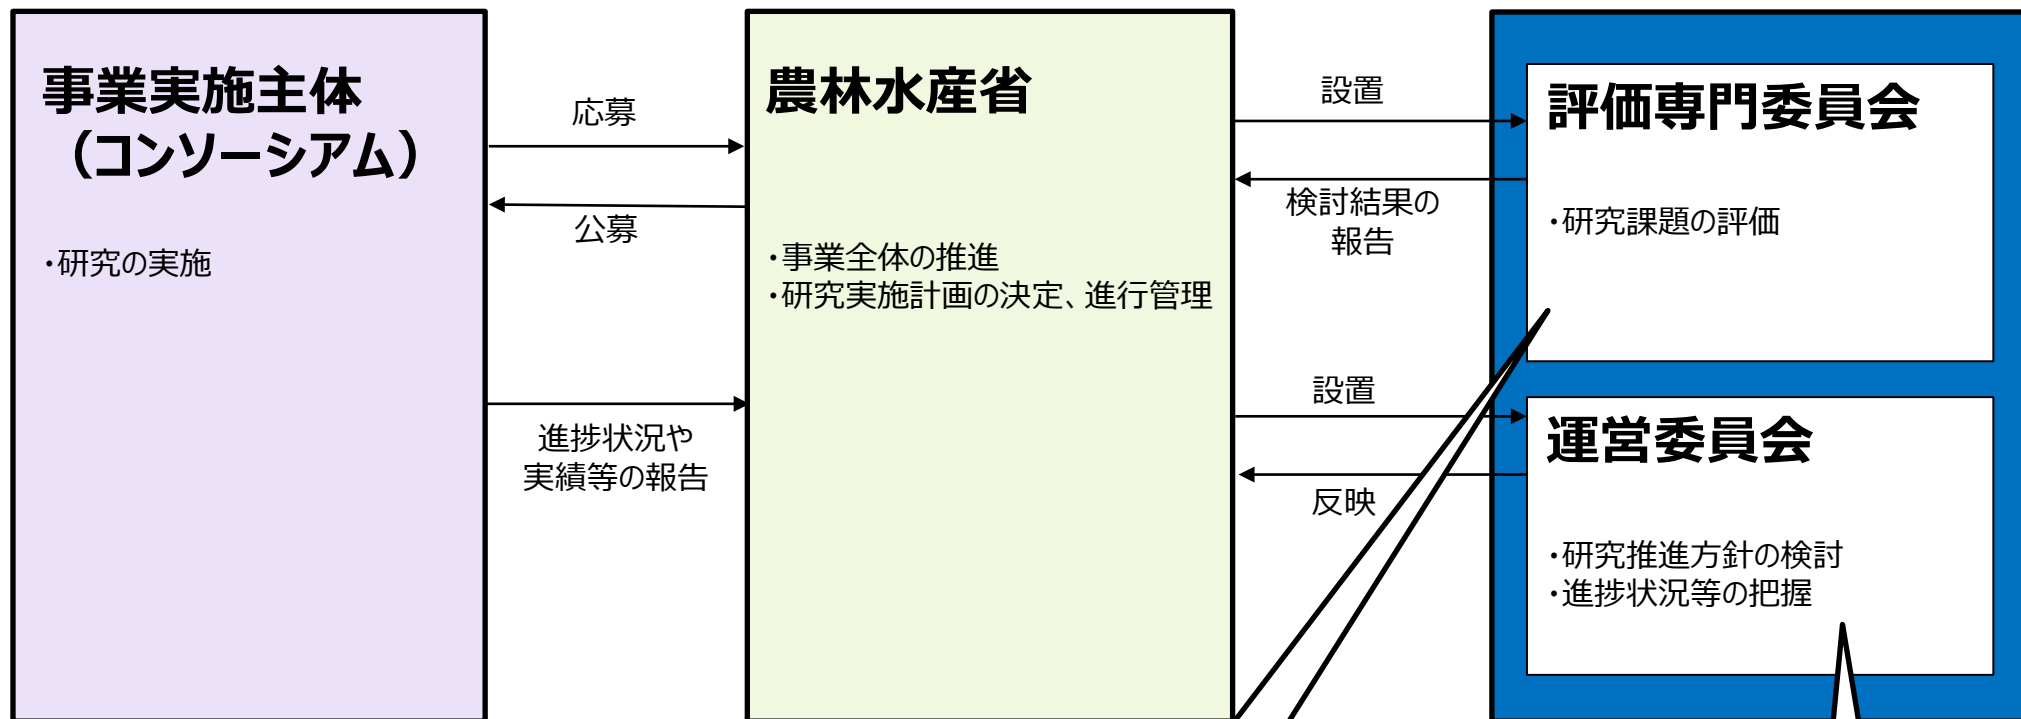 事業実施主体
（コンソーシアム）
・研究の実施
応募
公募
進捗状況や
実績等の報告
農林水産省
・事業全体の推進
・研究実施計画の決定、進行管理
設置
検討結果の
報告
設置
反映
評価専門委員会
・研究課題の評価
運営委員会
・研究推進方針の検討
・進捗状況等の把握